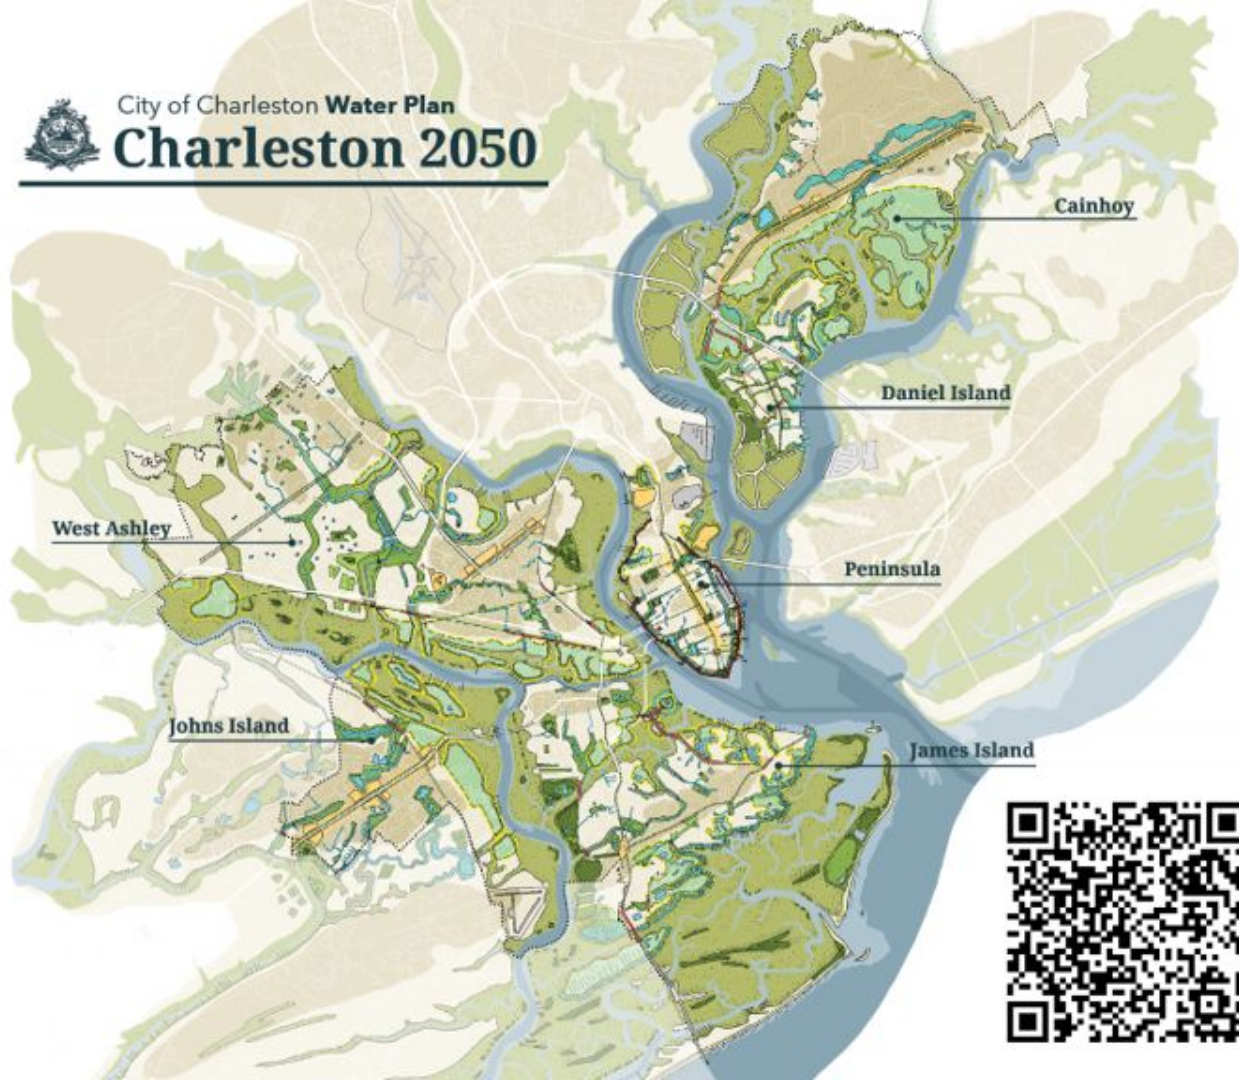 City of Charleston Water Plan
Charleston 2050
Cainhoy
Daniel Island
West Ashley
Peninsula
Johns Island
James Island